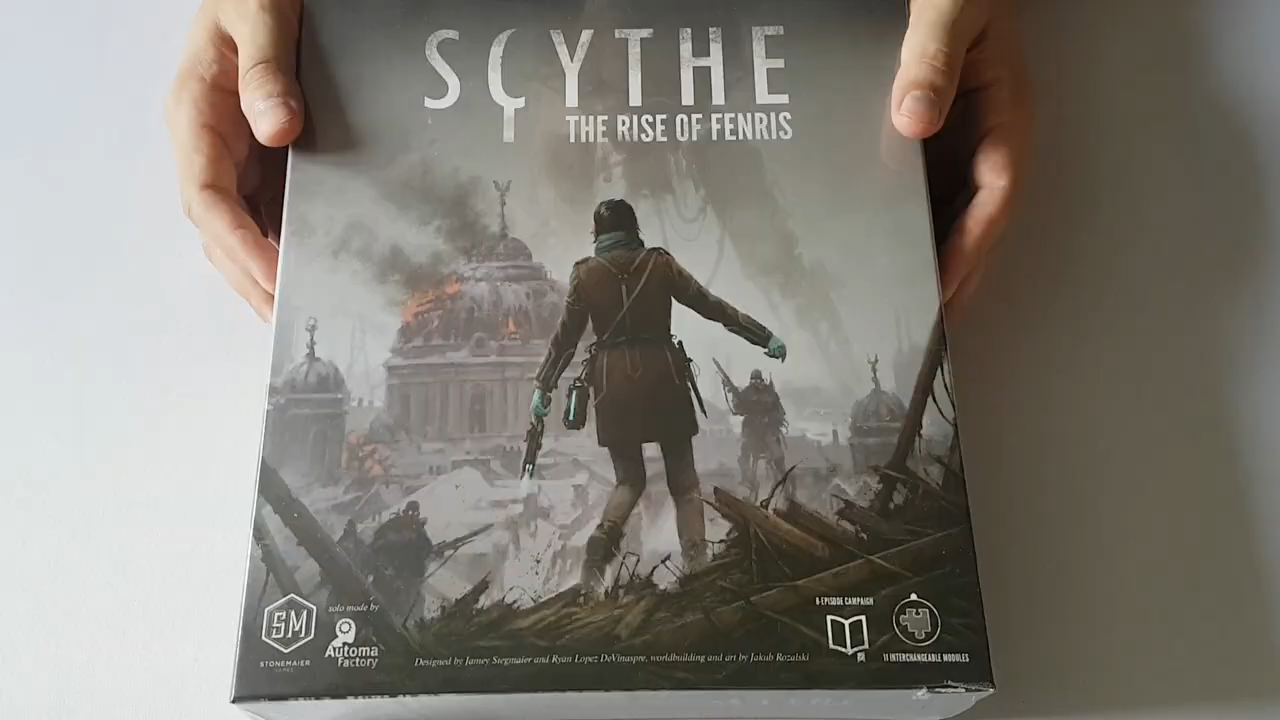 SCYTHE
THE RISE OF FENRIS
SM
STONEMAIER
GAMES
solo mode by
Automa
Factory
Designed by Jamey Stegmaier and Ryan Lopez DeVinaspre, worldbuilding and art by Jakub Rozalski
8-EPISODE CAMPAIGN
11 INTERCHANGEABLE MODULES